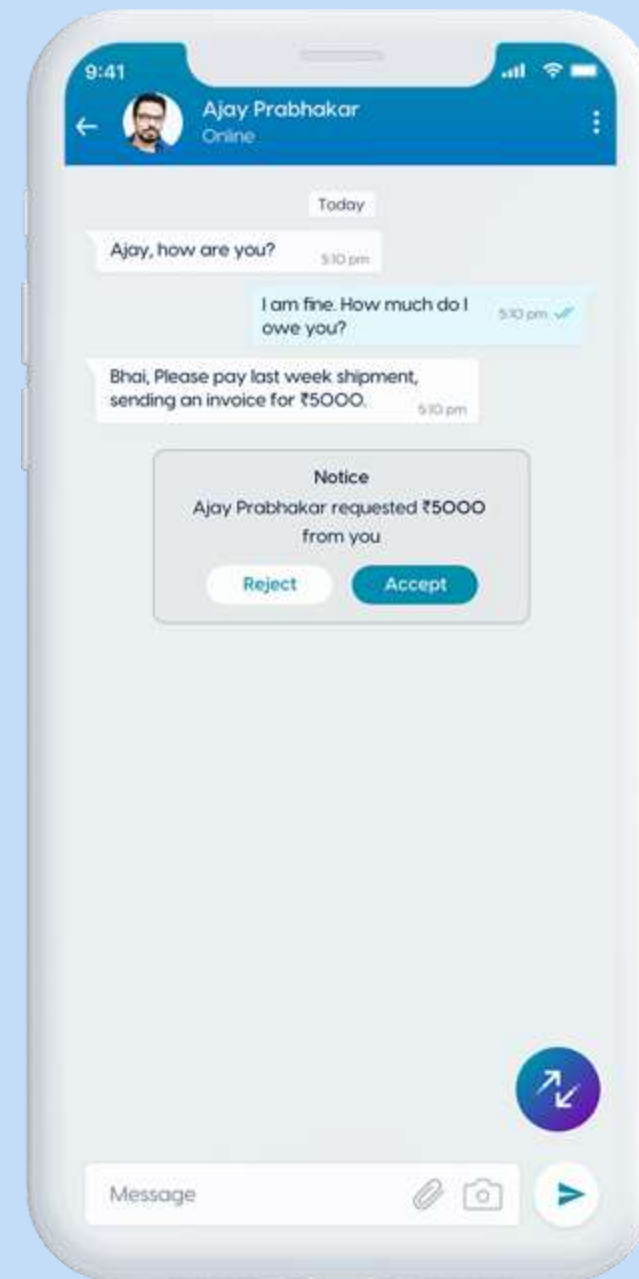 9:41
Ajay Prabhakar
Online
Today
Ajay, how are you?
5:10 pm
I am fine. How much do I
owe you?
5:10 pm
Bhai, Please pay last week shipment,
sending an invoice for ₹5000.
5:10 pm
Notice
Ajay Prabhakar requested ₹5000
from you
Reject
Accept
Message